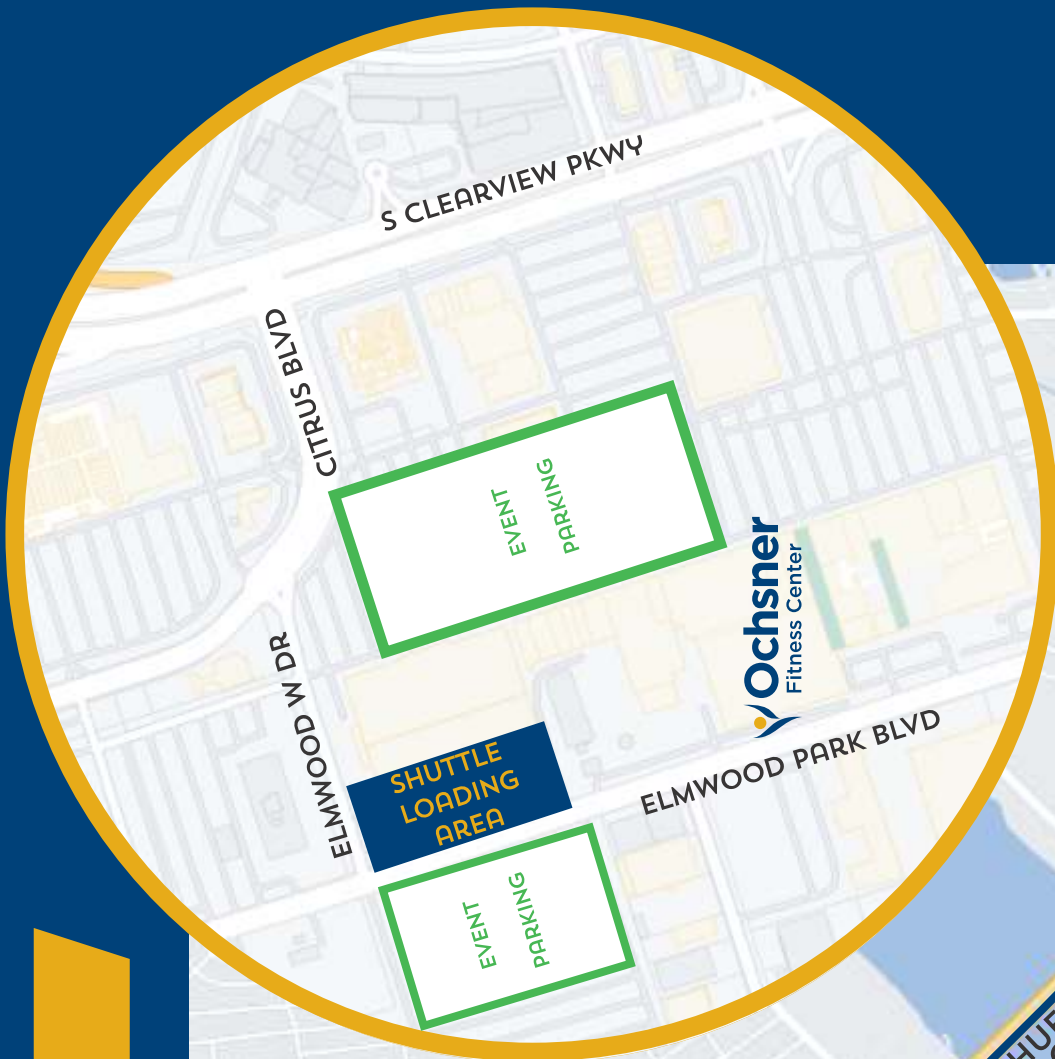 S CLEARVIEW PKWY
CITRUS BLVD
EVENT
PARKING
Ochsner
Fitness Center
ELMWOOD W DR
SHUTTLE
LOADING
AREA
ELMWOOD PARK BLVD
EVENT
PARKING